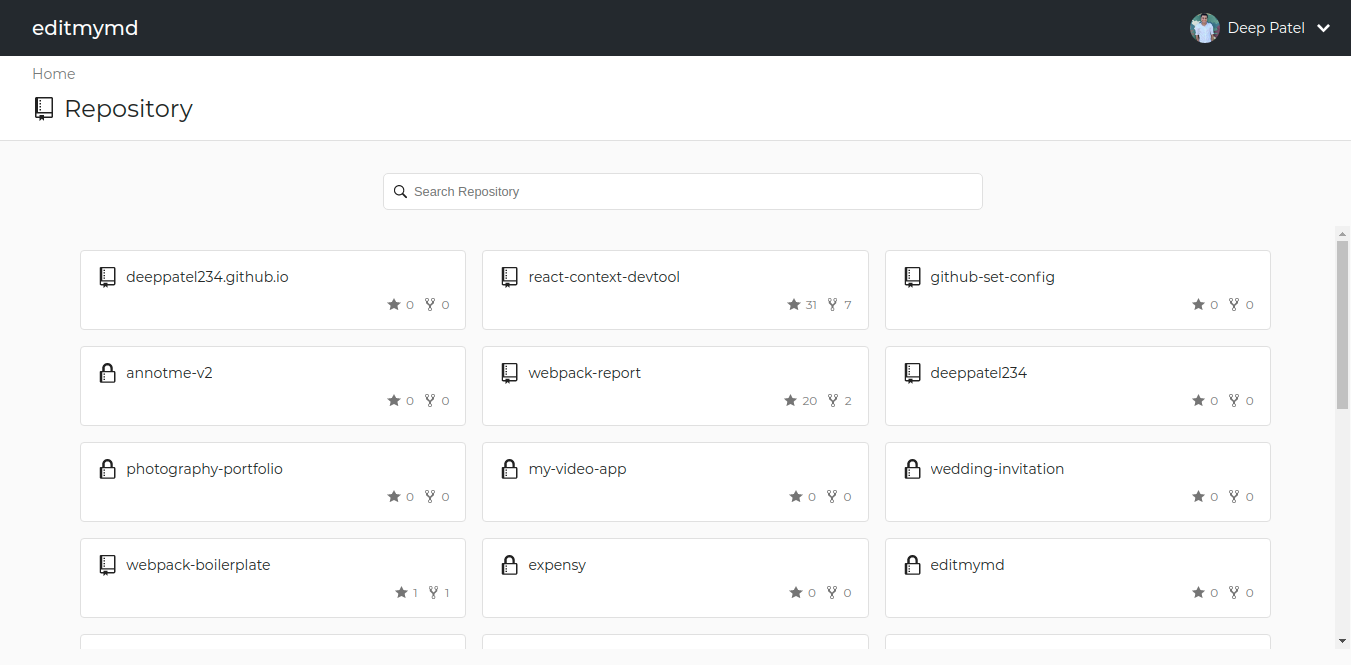 editmymd
Deep Patel
Home
Repository
Search Repository
deeppatel234.github.io
0 0
react-context-devtool
31 7
github-set-config
0 0
annotme-v2
0 0
webpack-report
20 2
deeppatel234
0 0
photography-portfolio
0 0
my-video-app
0 0
wedding-invitation
0 0
webpack-boilerplate
1 1
expensy
0 0
editmymd
0 0